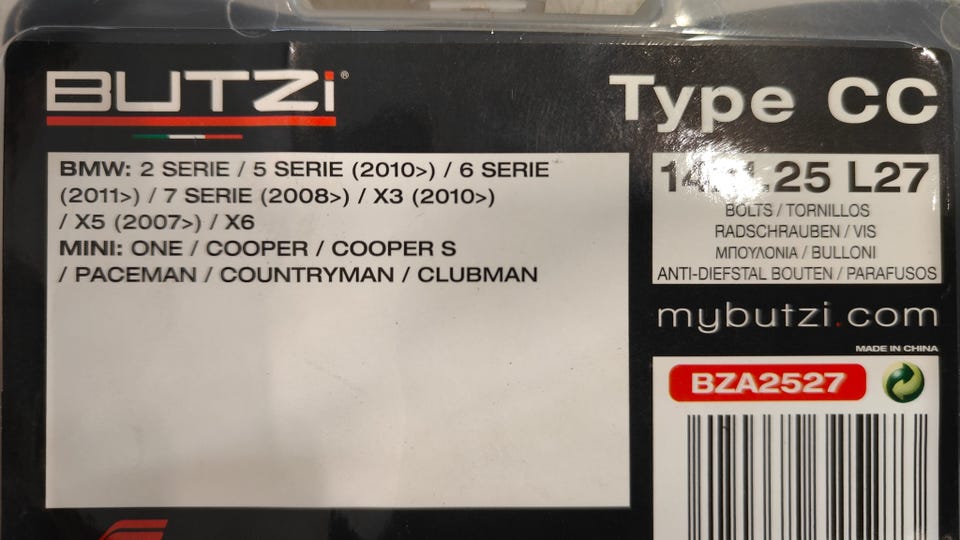 BUTZi®
Type CC
BMW: 2 SERIE / 5 SERIE (2010>) / 6 SERIE
(2011>) / 7 SERIE (2008>) / X3 (2010>)
/ X5 (2007>) / X6
MINI: ONE / COOPER / COOPER S
/ PACEMAN / COUNTRYMAN / CLUBMAN
L27
BOLTS / TORNILLOS
RADSCHRAUBEN / VIS
ΜΠΟΥΛΟΝΙΑ / BULLONI
ANTI-DIEFSTAL BOUTEN / PARAFUSOS
mybutzi.com
MADE IN CHINA
BZA2527